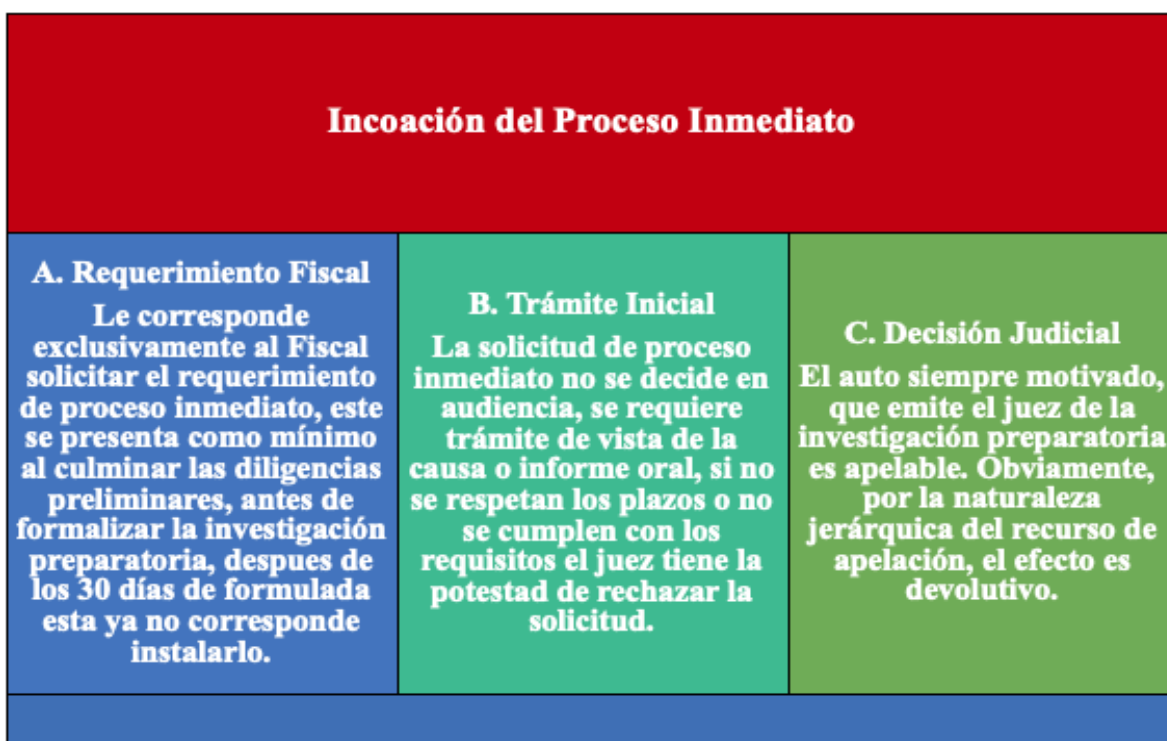 Incoación del Proceso Inmediato
A. Requerimiento Fiscal
Le corresponde
exclusivamente al Fiscal
solicitar el requerimiento
de proceso inmediato, este
se presenta como mínimo
al culminar las diligencias
preliminares, antes de
formalizar la investigación
preparatoria, despues de
los 30 días de formulada
esta ya no corresponde
instalarlo.
B. Trámite Inicial
La solicitud de proceso
inmediato no se decide en
audiencia, se requiere
trámite de vista de la
causa o informe oral, si no
se respetan los plazos o no
se cumplen con los
requisitos el juez tiene la
potestad de rechazar la
solicitud.
C. Decisión Judicial
El auto siempre motivado,
que emite el juez de la
investigación preparatoria
es apelable. Obviamente,
por la naturaleza
jerárquica del recurso de
apelación, el efecto es
devolutivo.